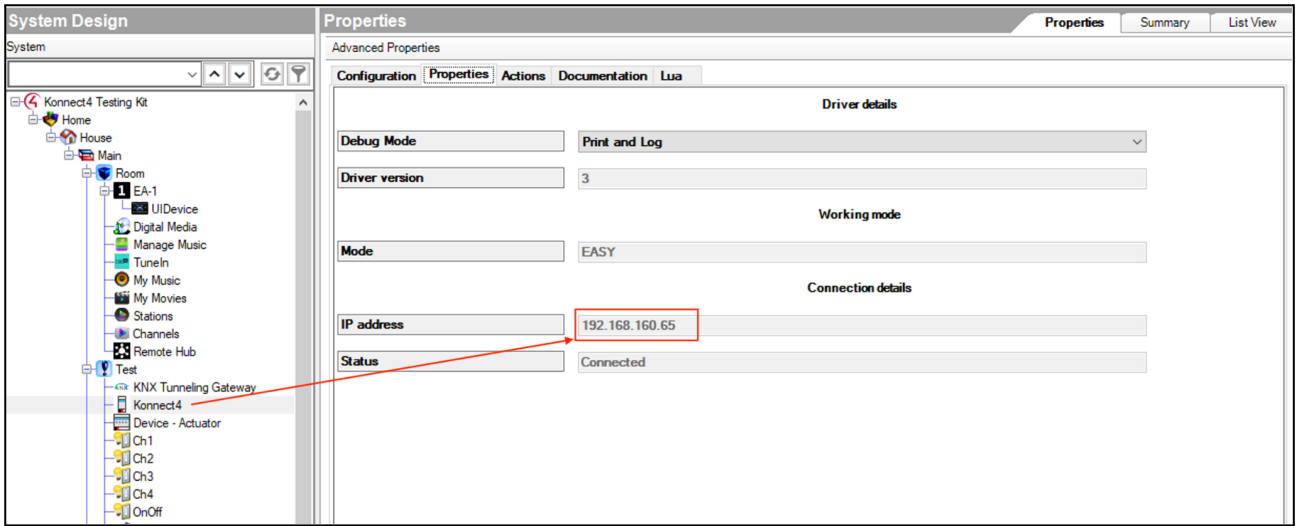 System Design
System
Konnect4 Testing Kit
Home
House
Main
Room
1 EA-1
UIDevice
Digital Media
Manage Music
TuneIn
My Music
My Movies
Stations
Channels
Remote Hub
Test
KNX KNX Tunneling Gateway
Konnect4
Device - Actuator
Ch1
Ch2
Ch3
Ch4
OnOff
Properties
Properties Summary List View
Advanced Properties
Configuration Properties Actions Documentation Lua
Driver details
Debug Mode Print and Log
Driver version 3
Working mode
Mode EASY
Connection details
IP address 192.168.160.65
Status Connected